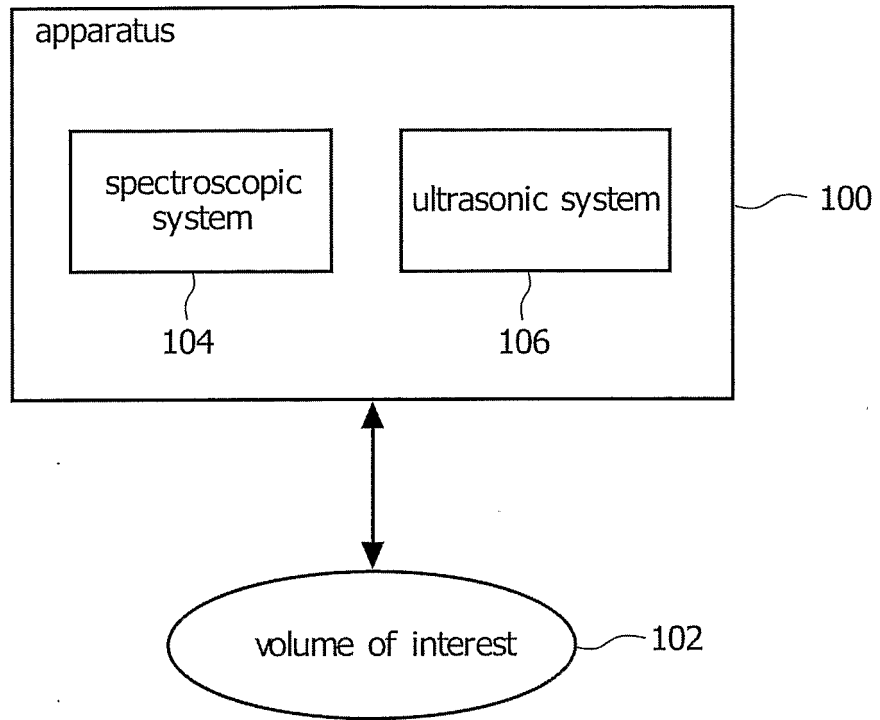 apparatus
spectroscopic
system
ultrasonic system
100
104
106
volume of interest
102